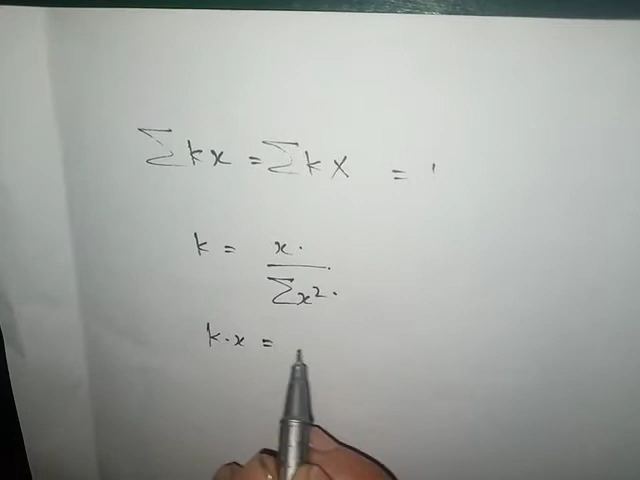 ∑kx = ∑kX = 1
k = x. / ∑x².
k.x =